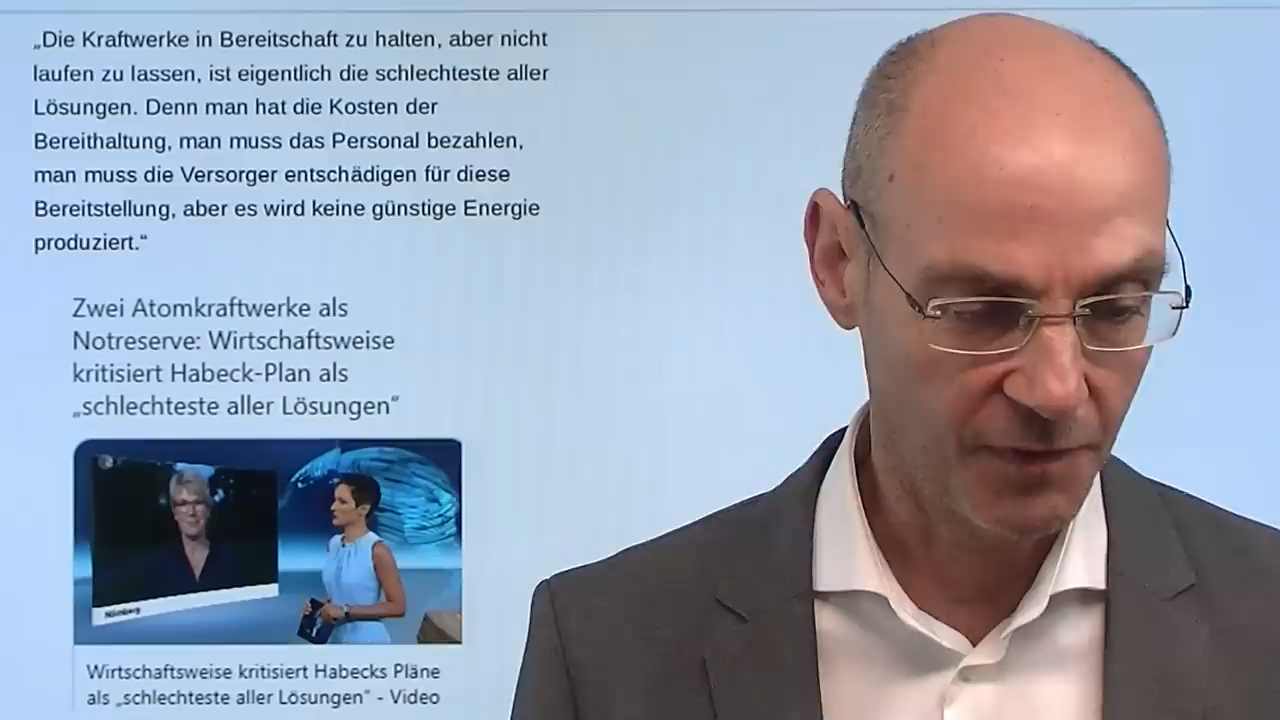 „Die Kraftwerke in Bereitschaft zu halten, aber nicht
laufen zu lassen, ist eigentlich die schlechteste aller
Lösungen. Denn man hat die Kosten der
Bereithaltung, man muss das Personal bezahlen,
man muss die Versorger entschädigen für diese
Bereitstellung, aber es wird keine günstige Energie
produziert.“
Zwei Atomkraftwerke als
Notreserve: Wirtschaftsweise
kritisiert Habeck-Plan als
„schlechteste aller Lösungen“
Nürnberg
Wirtschaftsweise kritisiert Habecks Pläne
als „schlechteste aller Lösungen“ - Video